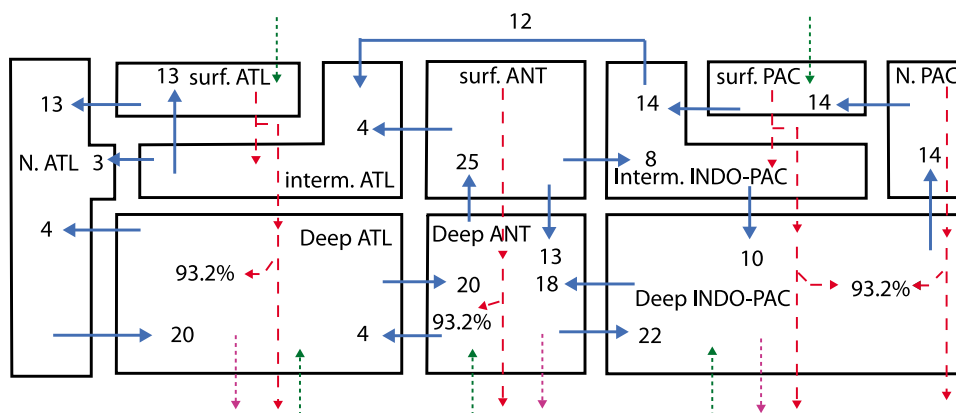 12
surf. ATL
surf. ANT
surf. PAC
N. PAC
13
13
14
14
4
N. ATL
3
25
8
14
interm. ATL
Interm. INDO-PAC
4
Deep ATL
Deep ANT
13
10
93.2%
20
18
Deep INDO-PAC
93.2%
93.2%
20
4
22